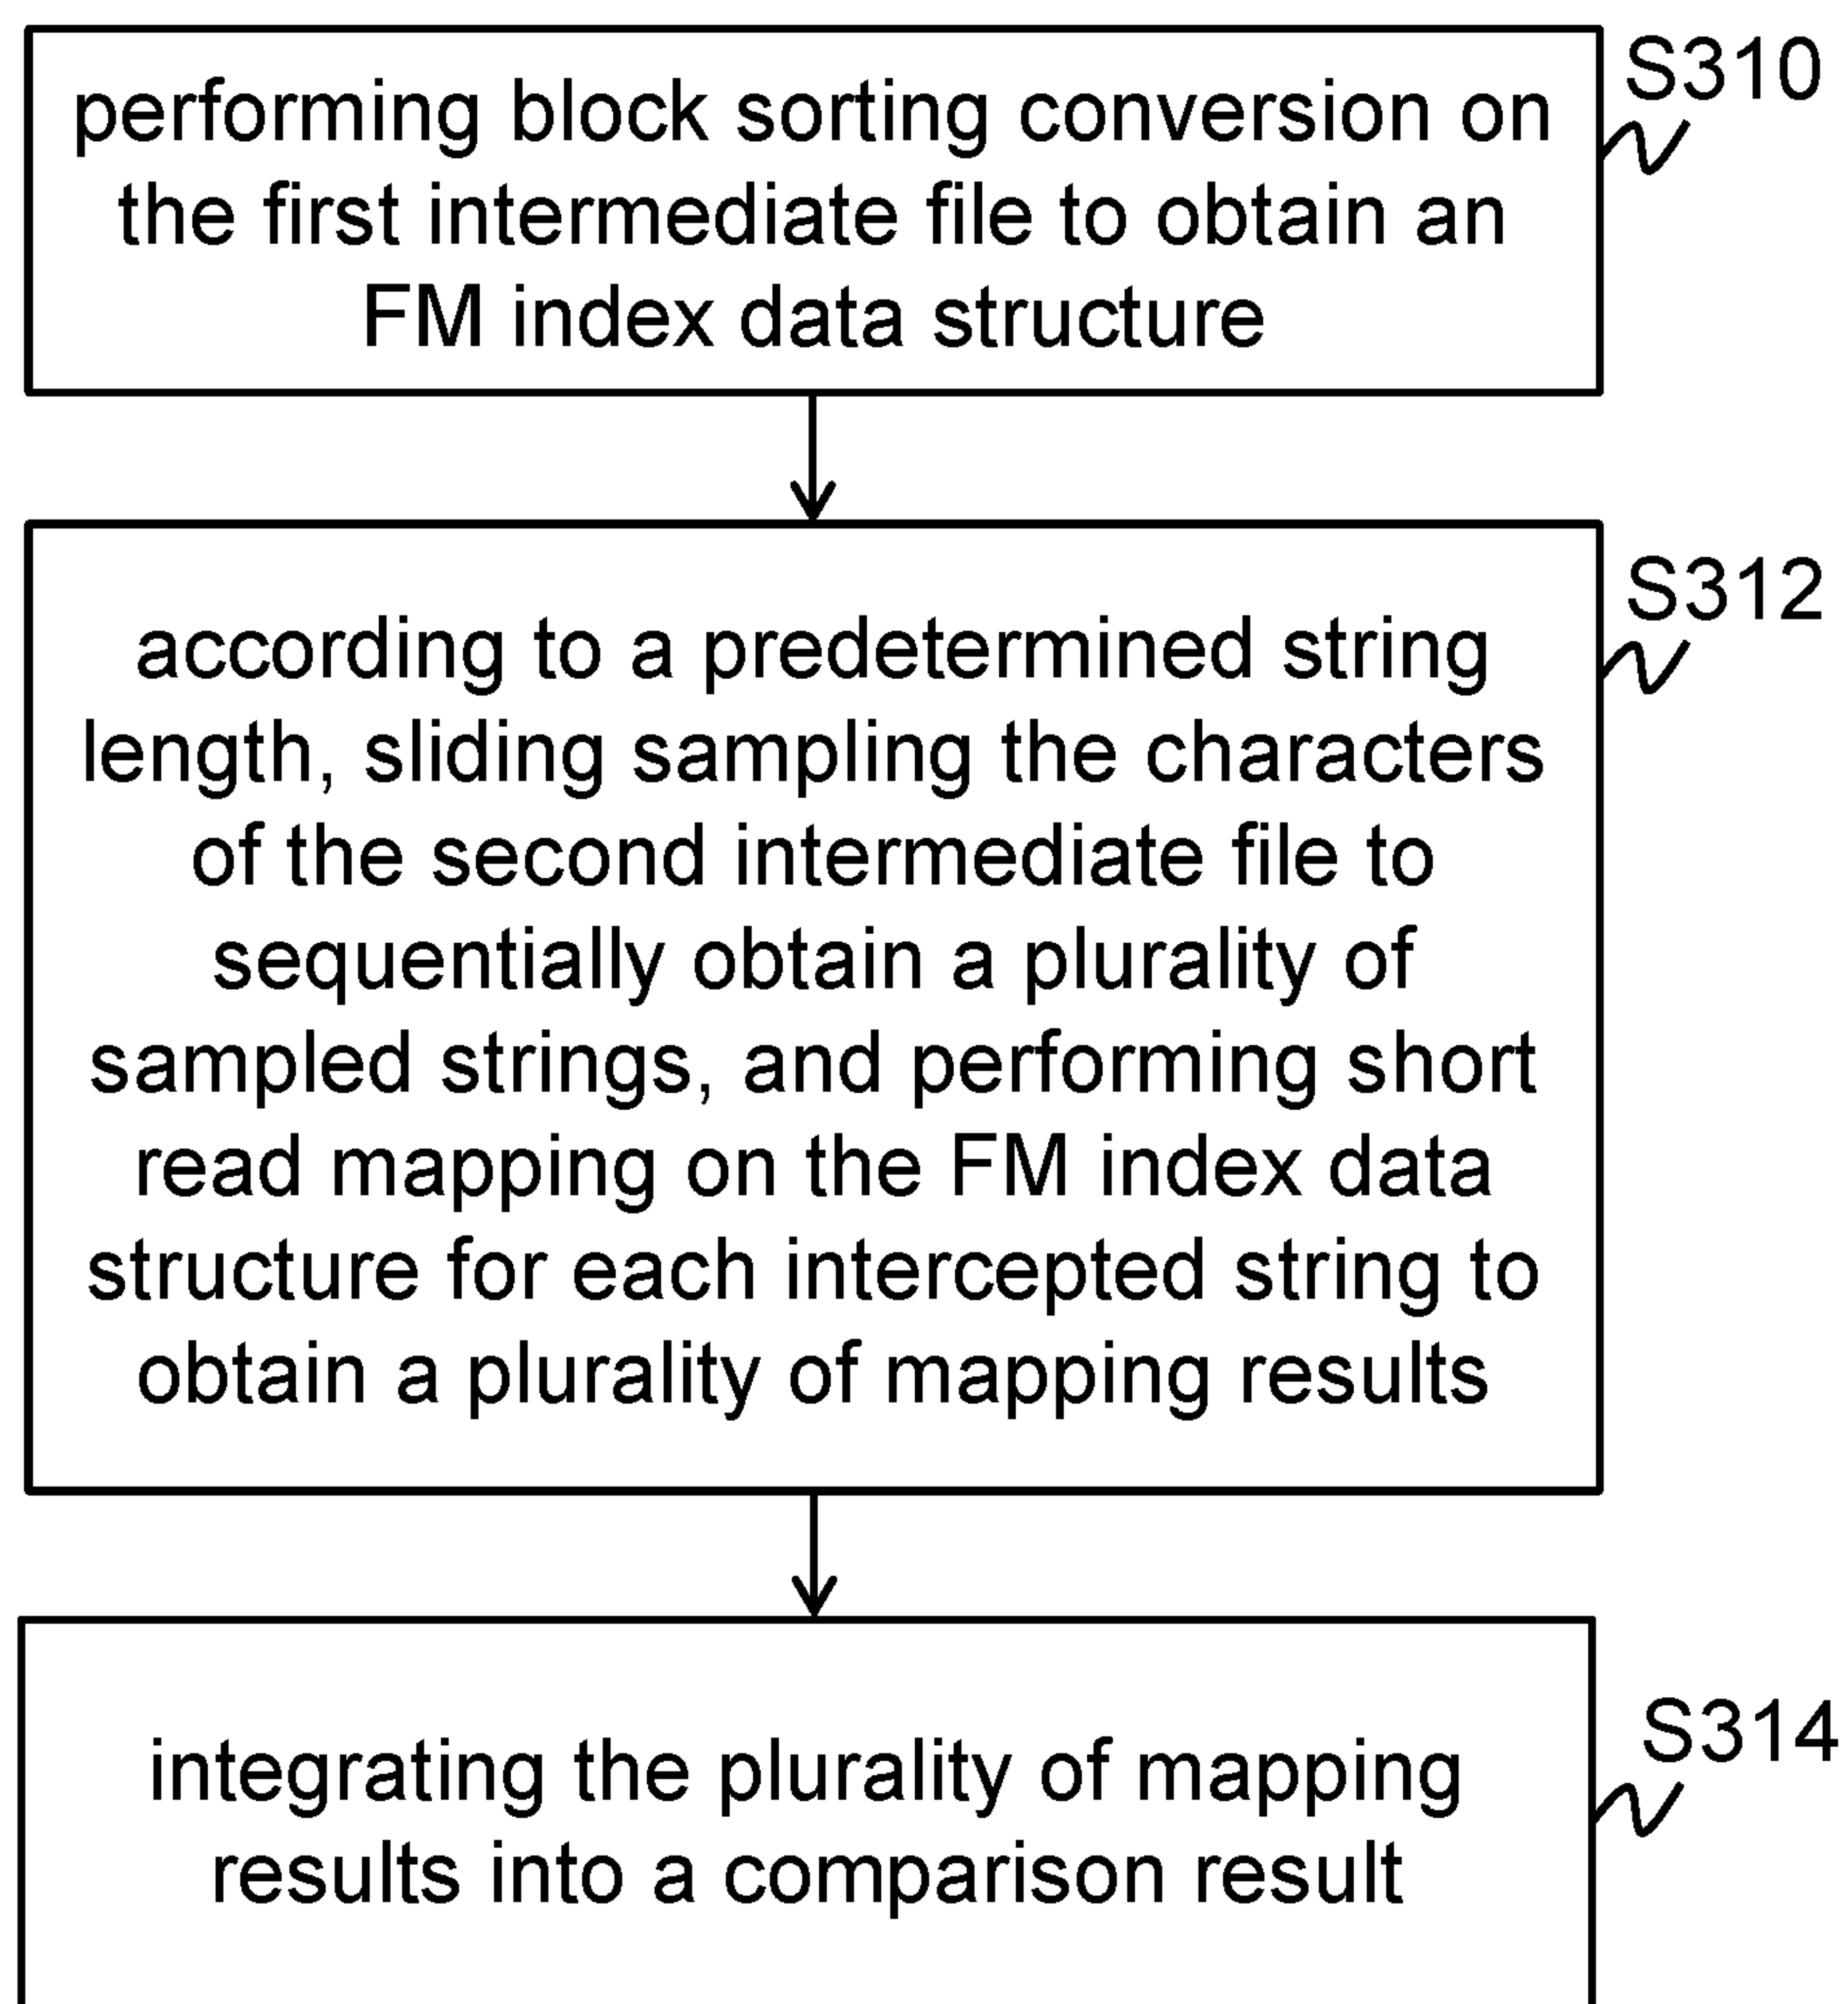 performing block sorting conversion on
the first intermediate file to obtain an
FM index data structure
S310
according to a predetermined string
length, sliding sampling the characters
of the second intermediate file to
sequentially obtain a plurality of
sampled strings, and performing short
read mapping on the FM index data
structure for each intercepted string to
obtain a plurality of mapping results
S312
integrating the plurality of mapping
results into a comparison result
S314